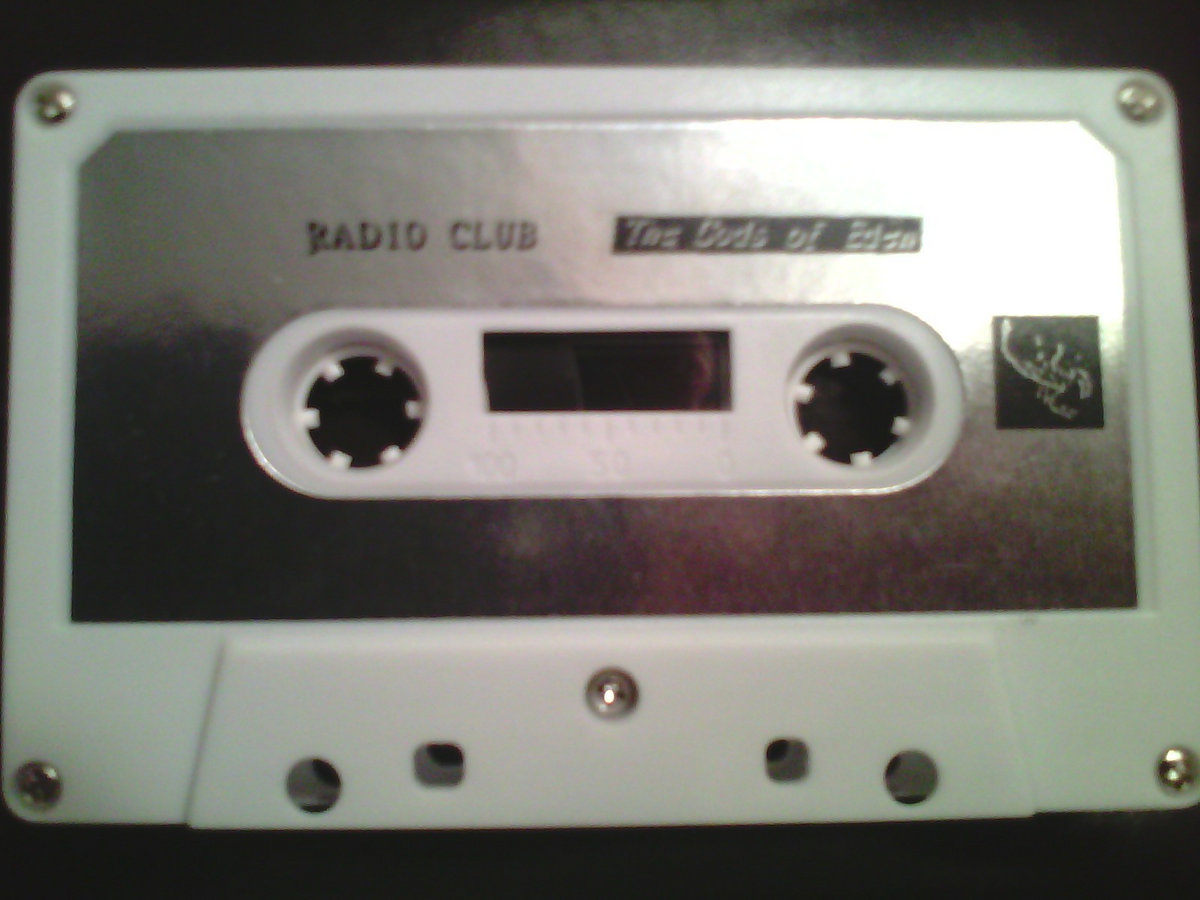 RADIO CLUB The Gods of Eden
100 50 0